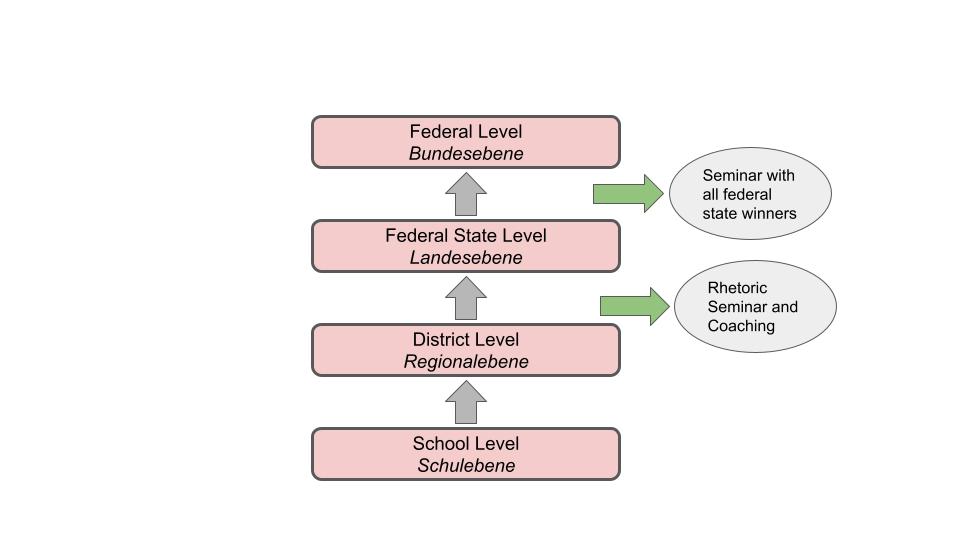 Federal Level
Bundesebene
Seminar with
all federal
state winners
Federal State Level
Landesebene
Rhetoric
Seminar and
Coaching
District Level
Regionalebene
School Level
Schulebene